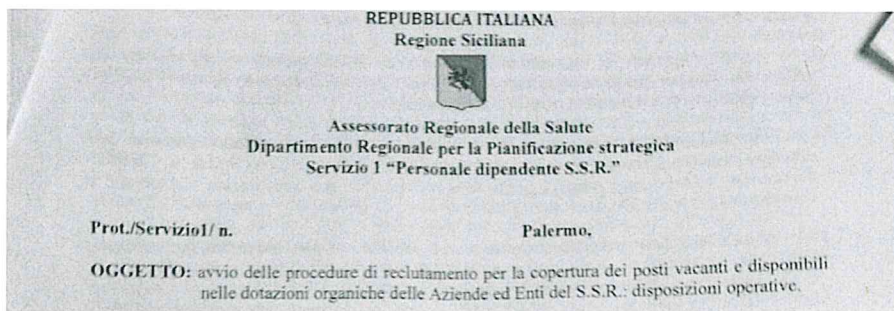 REPUBBLICA ITALIANA
Regione Siciliana
Assessorato Regionale della Salute
Dipartimento Regionale per la Pianificazione strategica
Servizio 1 “Personale dipendente S.S.R.”
Prot./Servizio1/ n. Palermo,
OGGETTO: avvio delle procedure di reclutamento per la copertura dei posti vacanti e disponibili
nelle dotazioni organiche delle Aziende ed Enti del S.S.R.: disposizioni operative.